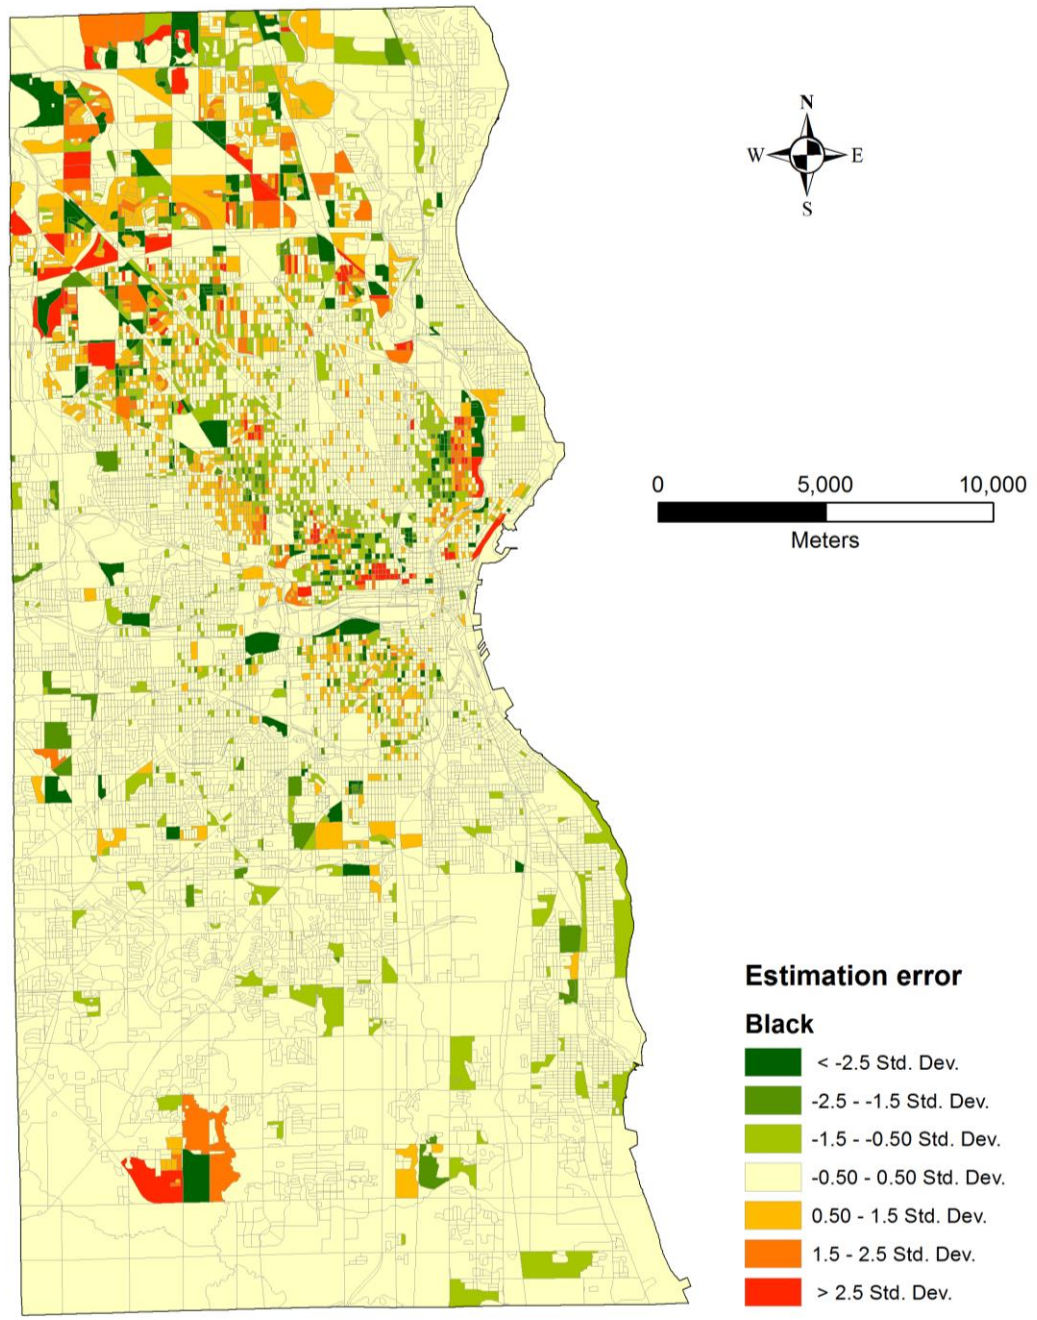 N
W E
S
0 5,000 10,000
Meters
Estimation error
Black
< -2.5 Std. Dev.
-2.5 - -1.5 Std. Dev.
-1.5 - -0.50 Std. Dev.
-0.50 - 0.50 Std. Dev.
0.50 - 1.5 Std. Dev.
1.5 - 2.5 Std. Dev.
> 2.5 Std. Dev.